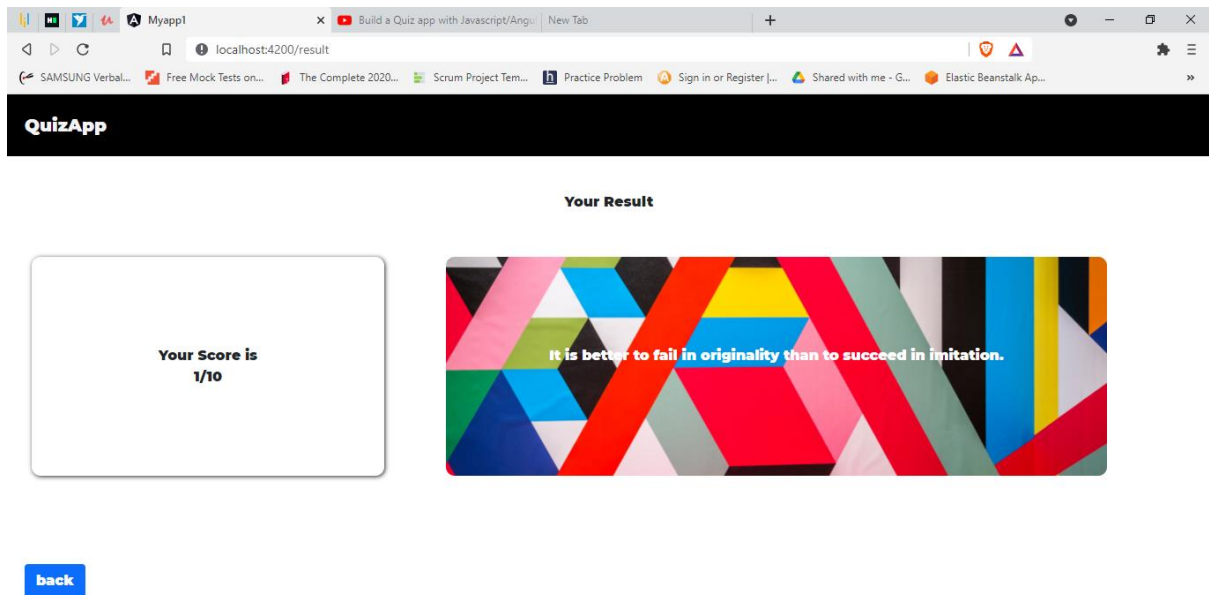 Myapp1
Build a Quiz app with Javascript/Angu
New Tab
localhost:4200/result
SAMSUNG Verbal...
Free Mock Tests on...
The Complete 2020...
Scrum Project Tem...
Practice Problem
Sign in or Register |...
Shared with me - G...
Elastic Beanstalk Ap...
QuizApp
Your Result
Your Score is
1/10
It is better to fail in originality than to succeed in imitation.
back